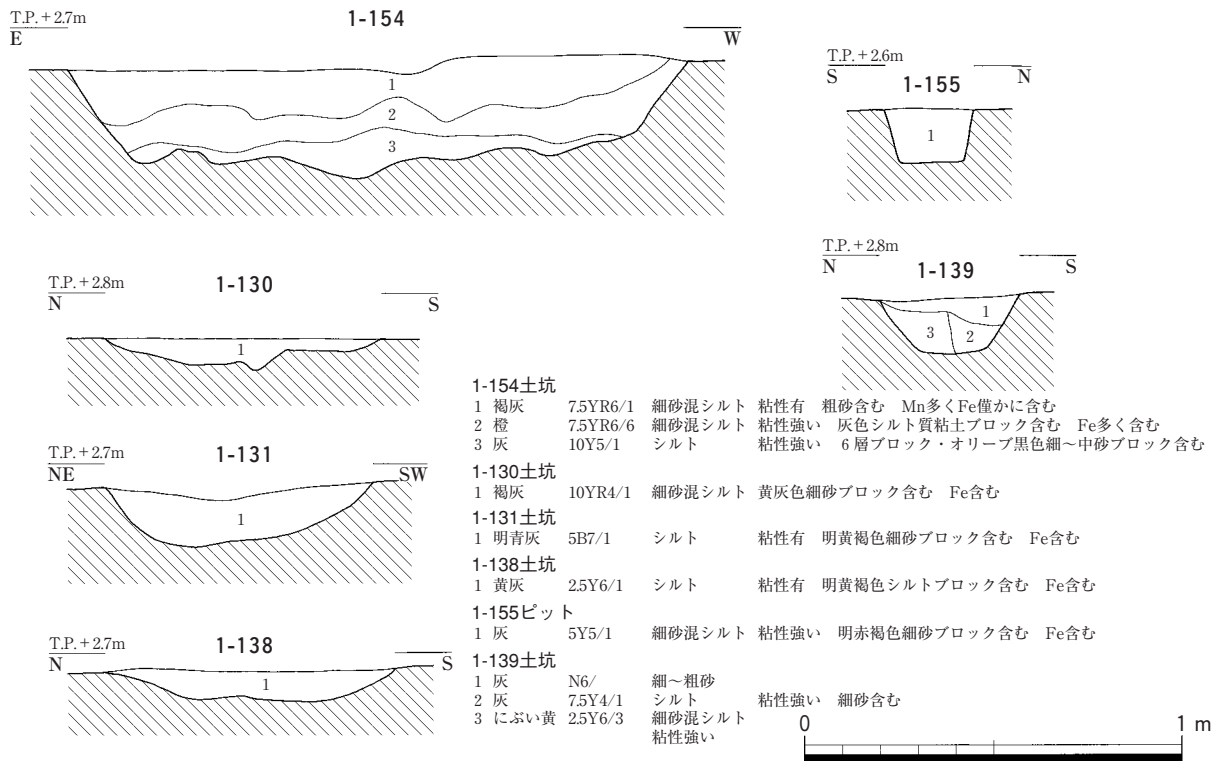 T.P.+2.7m
1-154
E
W
1
2
3
T.P.+2.6m
S
N
1-155
1
T.P.+2.8m
N
S
1-130
1
T.P.+2.8m
N
S
1-139
1
3
2
T.P.+2.7m
NE
SW
1-131
1
T.P.+2.7m
N
S
1-138
1
1-154土坑
1 褐灰 7.5YR6/1 細砂混シルト 粘性有 粗砂含む Mn多くFe僅かに含む
2 橙 7.5YR6/6 細砂混シルト 粘性強い 灰色シルト質粘土ブロック含む Fe多く含む
3 灰 10Y5/1 シルト 粘性強い 6層ブロック・オリーブ黒色細〜中砂ブロック含む
1-130土坑
1 褐灰 10YR4/1 細砂混シルト 黄灰色細砂ブロック含む Fe含む
1-131土坑
1 明青灰 5B7/1 シルト 粘性有 明黄褐色細砂ブロック含む Fe含む
1-138土坑
1 黄灰 2.5Y6/1 シルト 粘性有 明黄褐色シルトブロック含む Fe含む
1-155ピット
1 灰 5Y5/1 細砂混シルト 粘性強い 明赤褐色細砂ブロック含む Fe含む
1-139土坑
1 灰 N6/ 細〜粗砂
2 灰 7.5Y4/1 シルト 粘性強い 細砂含む
3 にぶい黄 2.5Y6/3 細砂混シルト
粘性強い
0
1 m